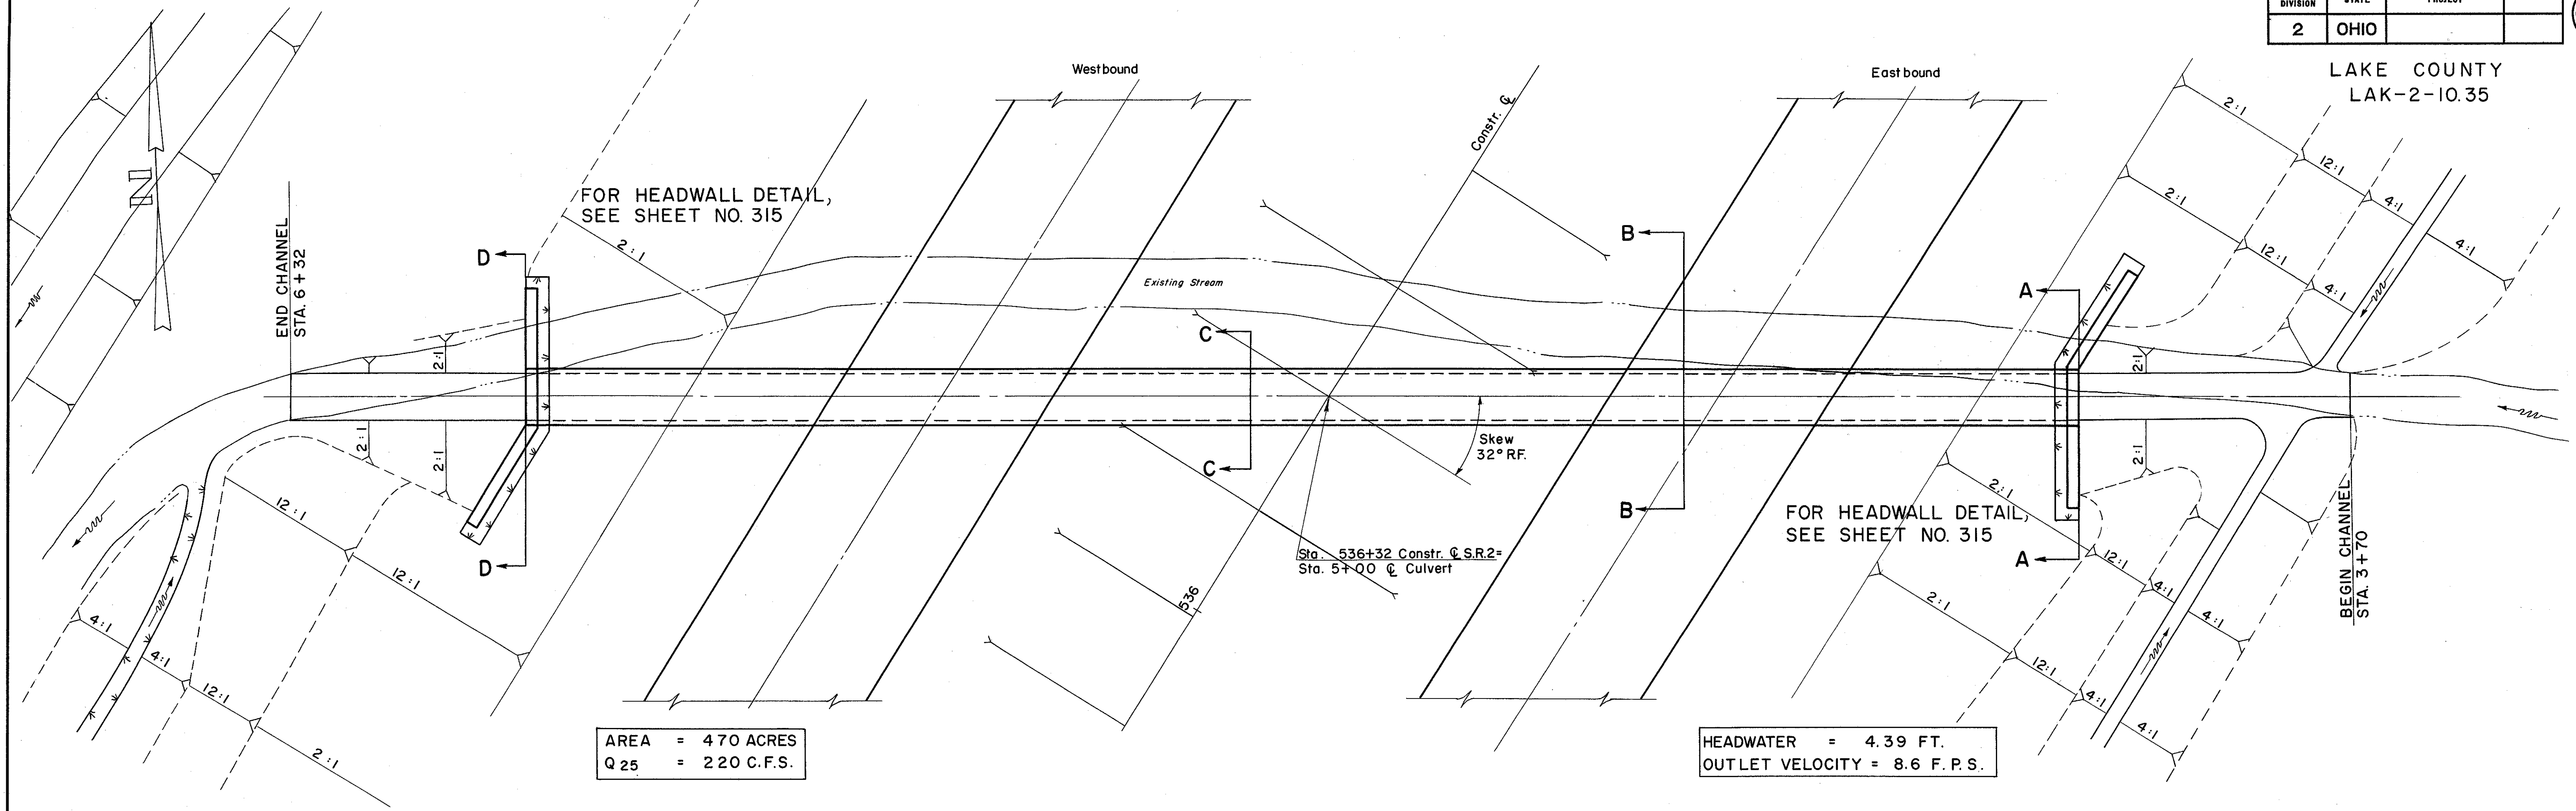 DIVISION STATE PROJECT
2 OHIO
LAKE COUNTY
LAK-2-10.35
Westbound
Eastbound
Constr. ℄
N
FOR HEADWALL DETAIL,
SEE SHEET NO. 315
END CHANNEL
STA. 6+32
D
D
2:1
Existing Stream
C
C
B
B
A
A
2:1
12:1
4:1
4:1
2:1
12:1
4:1
2:1
2:1
2:1
2:1
2:1
2:1
Skew
32° RF.
Sta. 536+32 Constr. ℄ S.R.2=
Sta. 5+00 ℄ Culvert
536
FOR HEADWALL DETAIL,
SEE SHEET NO. 315
BEGIN CHANNEL
STA. 3+70
12:1
12:1
4:1
4:1
12:1
2:1
2:1
12:1
4:1
4:1
2:1
12:1
4:1
4:1
AREA = 470 ACRES
Q 25 = 220 C.F.S.
HEADWATER = 4.39 FT.
OUTLET VELOCITY = 8.6 F.P.S.